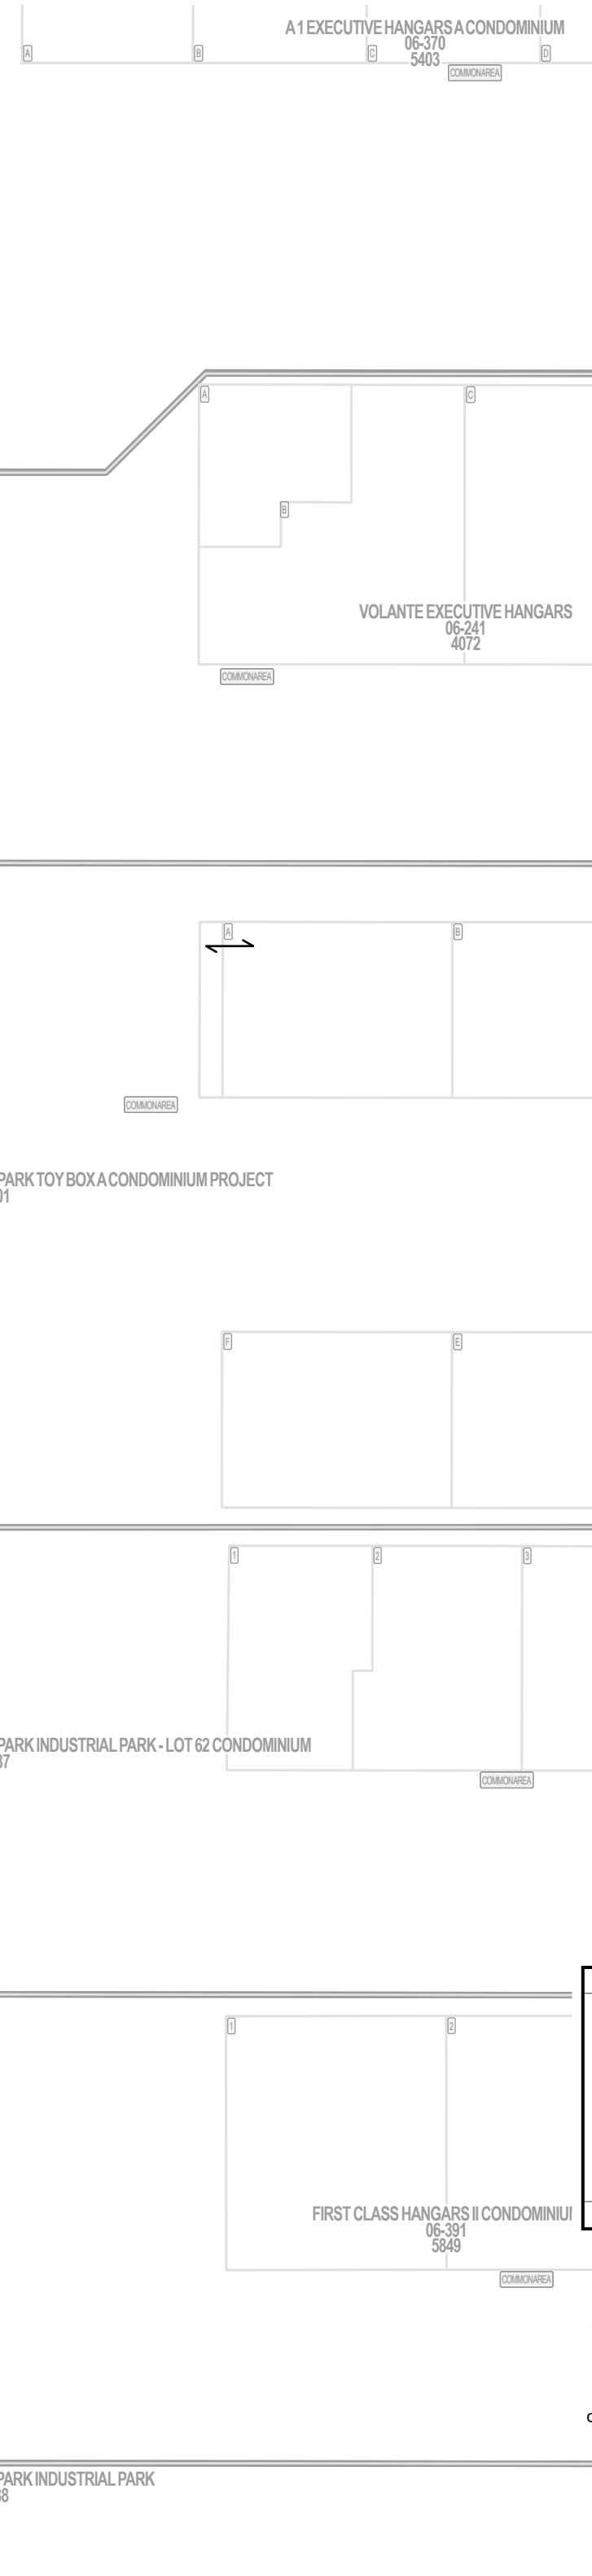 A 1 EXECUTIVE HANGARS A CONDOMINIUM
06-370
5403
A
B
C
D
COMMONAREA
A
C
B
VOLANTE EXECUTIVE HANGARS
06-241
4072
COMMONAREA
A
B
COMMONAREA
PARK TOY BOX A CONDOMINIUM PROJECT
01
F
E
1
2
3
PARK INDUSTRIAL PARK - LOT 62 CONDOMINIUM
37
COMMONAREA
1
2
FIRST CLASS HANGARS II CONDOMINIU
06-391
5849
COMMONAREA
PARK INDUSTRIAL PARK